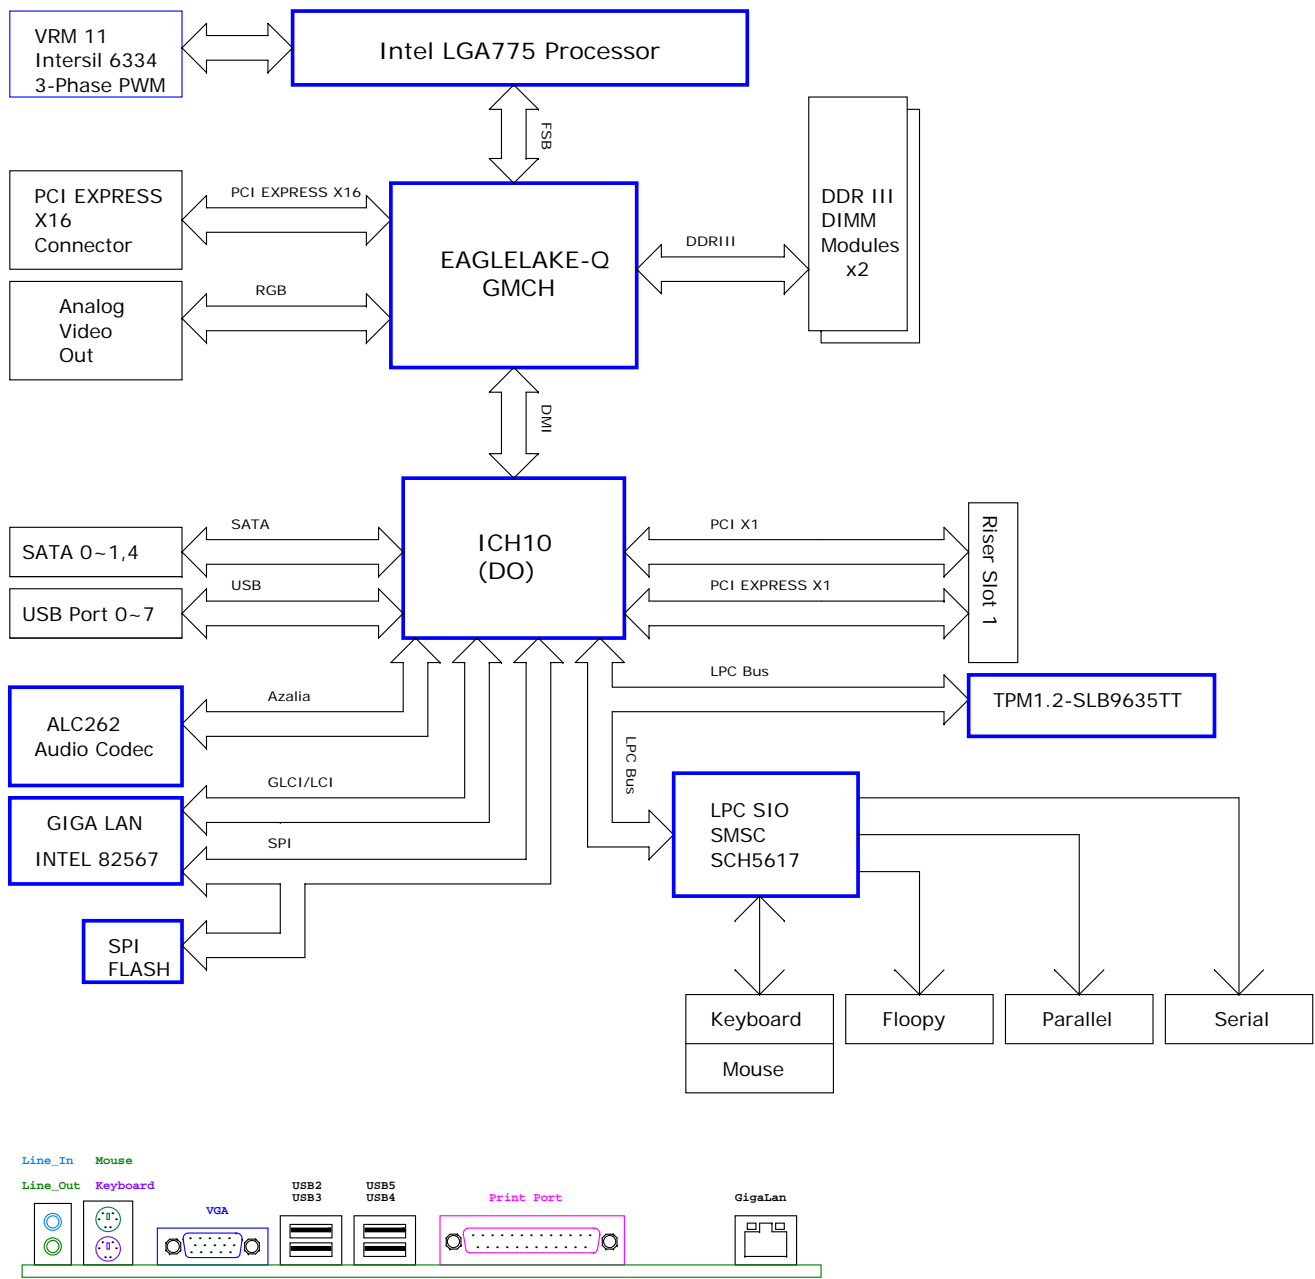 VRM 11
Intersil 6334
3-Phase PWM
Intel LGA775 Processor
FSB
PCI EXPRESS
X16
Connector
PCI EXPRESS X16
EAGLELAKE-Q
GMCH
DDRIII
DDR III
DIMM
Modules
x2
Analog
Video
Out
RGB
DMI
SATA 0~1,4
SATA
ICH10
(DO)
PCI X1
Riser Slot 1
USB Port 0~7
USB
PCI EXPRESS X1
LPC Bus
TPM1.2-SLB9635TT
ALC262
Audio Codec
Azalia
LPC Bus
GIGA LAN
INTEL 82567
GLCI/LCI
SPI
LPC SIO
SMSC
SCH5617
SPI
FLASH
Keyboard
Mouse
Floopy
Parallel
Serial
Line_In
Mouse
Line_Out
Keyboard
VGA
USB2
USB3
USB5
USB4
Print Port
GigaLan